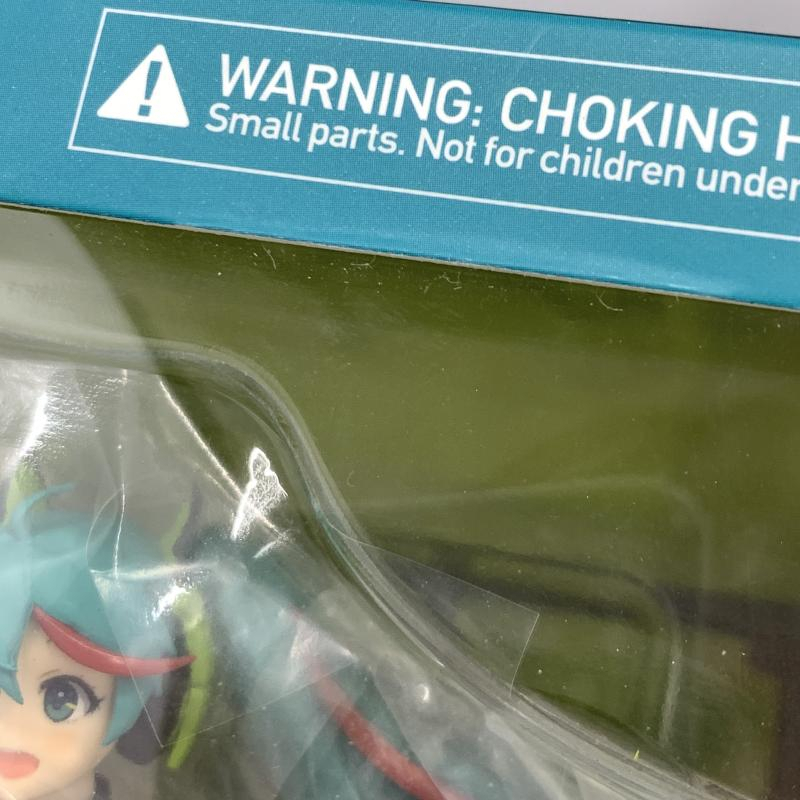 WARNING: CHOKING H
Small parts. Not for children under